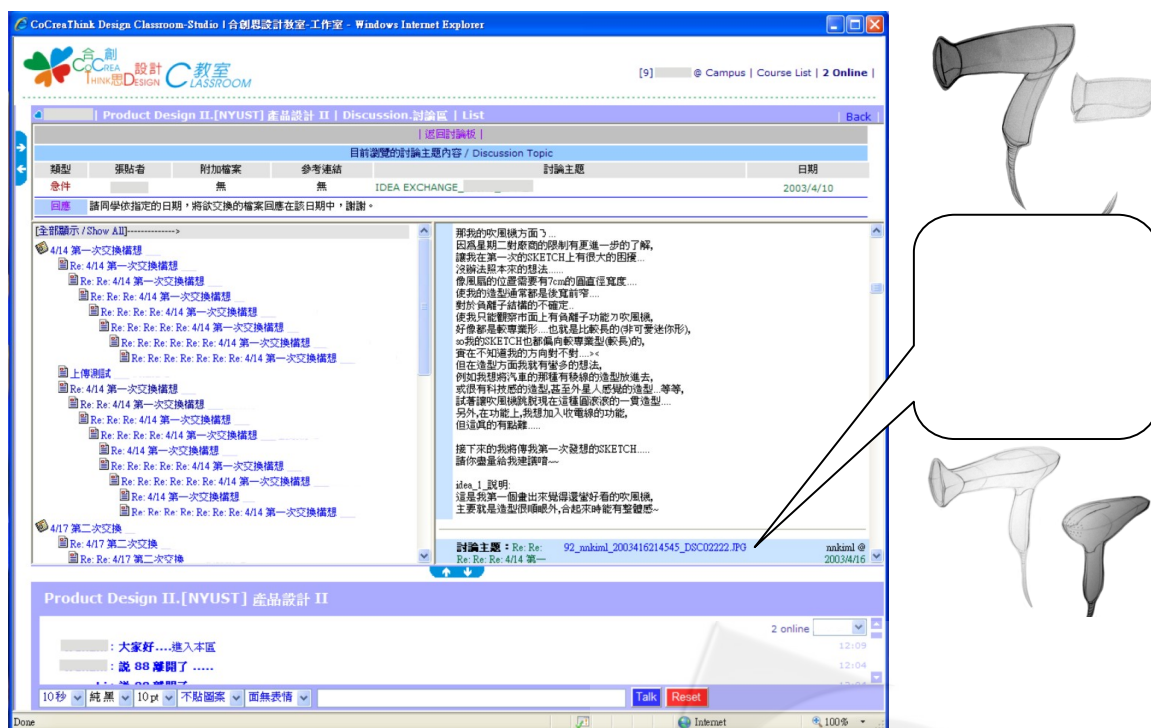 CoCreaThink Design Classroom-Studio | 合創思設計教室-工作室 - Windows Internet Explorer
合創
COCREA 設計 教室
THINK思DESIGN CLASSROOM
[9] @ Campus | Course List | 2 Online |
| Product Design II.[NYUST] 產品設計 II | Discussion.討論區 | List
| Back |
| 返回討論板 |
目前瀏覽的討論主題內容 / Discussion Topic
類型 張貼者 附加檔案 參考連結 討論主題 日期
急件 無 無 IDEA EXCHANGE_ _ 2003/4/10
回應 請同學依指定的日期，將欲交換的檔案回應在該日期中，謝謝。
[全部顯示 / Show All]-------------->
4/14 第一次交換構想
Re: 4/14 第一次交換構想
Re: Re: 4/14 第一次交換構想
Re: Re: Re: 4/14 第一次交換構想
Re: Re: Re: Re: 4/14 第一次交換構想
Re: Re: Re: Re: Re: 4/14 第一次交換構想
Re: Re: Re: Re: Re: Re: 4/14 第一次交換構想
Re: Re: Re: Re: Re: Re: Re: 4/14 第一次交換構想
上傳測試
Re: 4/14 第一次交換構想
Re: Re: 4/14 第一次交換構想
Re: Re: Re: 4/14 第一次交換構想
Re: Re: Re: Re: 4/14 第一次交換構想
Re: 4/14 第一次交換構想
Re: Re: Re: Re: Re: 4/14 第一次交換構想
Re: Re: Re: Re: Re: Re: 4/14 第一次交換構想
Re: 4/14 第一次交換構想
Re: Re: Re: Re: Re: Re: Re: 4/14 第一次交換構想
4/17 第二次交換
Re: 4/17 第二次交換
Re: Re: 4/17 第二次交換
那我的吹風機方面ㄋ...
因為星期二對廠商的限制有更進一步的了解,
讓我在第一次的SKETCH上有很大的困擾...
沒辦法照本來的想法......
像風扇的位置需要有7cm的圓直徑寬度....
使我的造型通常都是後寬前窄....
對於負離子結構的不確定..
使我只能觀察市面上有負離子功能ㄉ吹風機,
好像都是較專業形....也就是比較長的(非可愛迷你形),
so我的SKETCH也都偏向較專業型(較長)的,
實在不知道我的方向對不對....><
但在造型方面我就有蠻多的想法,
例如我想將汽車的那種有稜線的造型放進去,
或很有科技感的造型,甚至外星人感覺的造型...等等,
試著讓吹風機跳脫現在這種圓滾滾的一貫造型....
另外,在功能上,我想加入收電線的功能,
但這真的有點難.....
接下來的我將傳我第一次發想的SKETCH.....
請你盡量給我建議唷~~
idea_1_說明:
這是我第一個畫出來覺得還蠻好看的吹風機,
主要就是造型很順眼外,合起來時能有整體感~
討論主題：Re: Re: 92_nnkiml_2003416214545_DSC02222.JPG nnkiml @
Re: Re: Re: 4/14 第一 2003/4/16
Product Design II.[NYUST] 產品設計 II
2 online
: 大家好....進入本區 12:09
: 說 88 離開了 ..... 12:04
10秒 純黑 10 pt 不貼圖案 面無表情 Talk Reset
Done Internet 100%